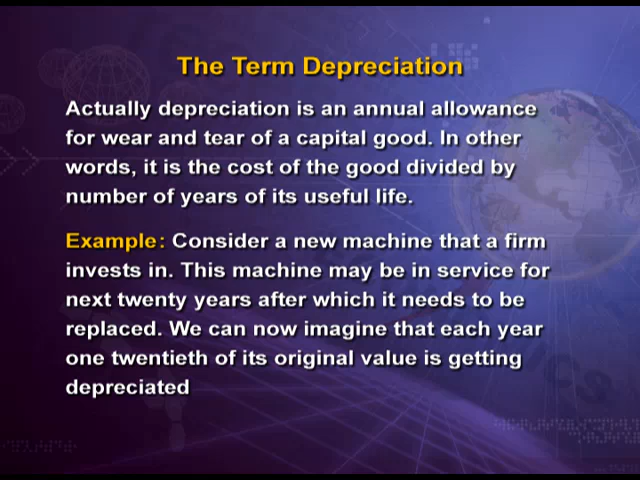 The Term Depreciation
Actually depreciation is an annual allowance
for wear and tear of a capital good. In other
words, it is the cost of the good divided by
number of years of its useful life.
Example: Consider a new machine that a firm
invests in. This machine may be in service for
next twenty years after which it needs to be
replaced. We can now imagine that each year
one twentieth of its original value is getting
depreciated